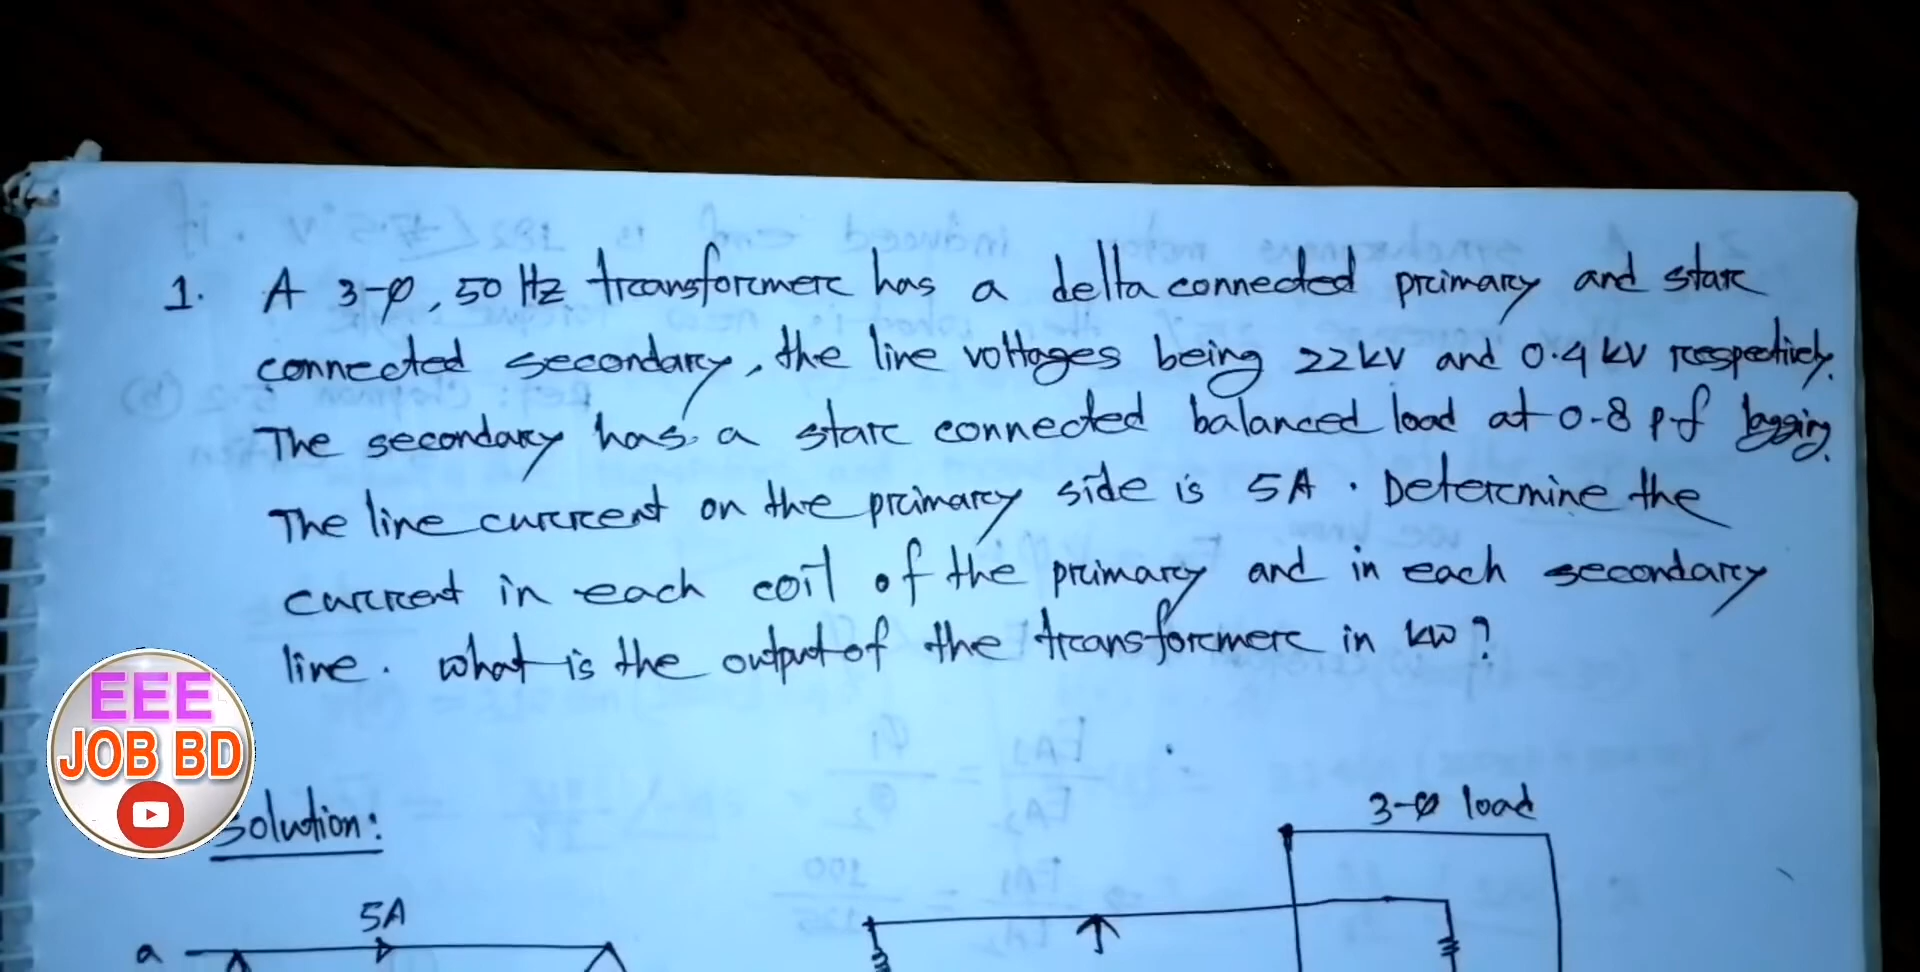 1. A 3-φ, 50 Hz transformer has a delta connected primary and star
connected secondary, the line voltages being 22kV and 0.4 kV respectively.
The secondary has a star connected balanced load at 0.8 p.f lagging.
The line current on the primary side is 5A. Determine the
current in each coil of the primary and in each secondary
line. what is the output of the transformer in kW?
EEE
JOB BD
Solution:
3-φ load
5A
a